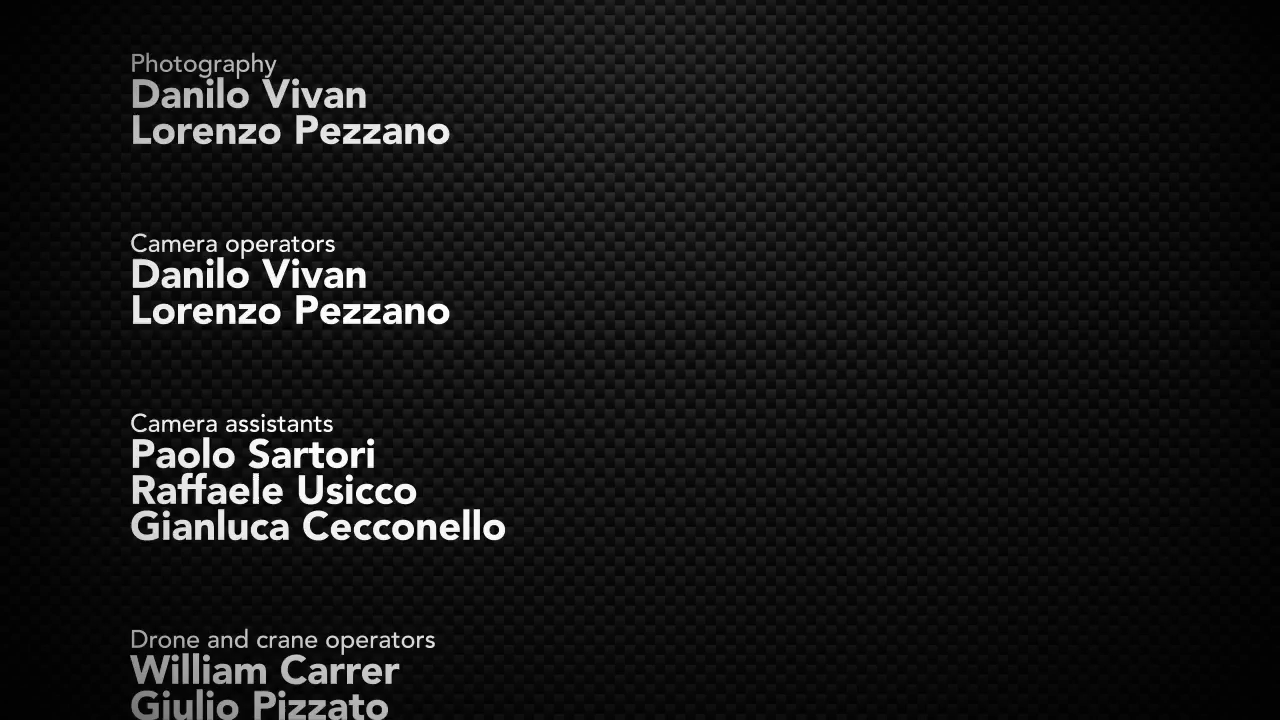 Photography
Danilo Vivan
Lorenzo Pezzano
Camera operators
Danilo Vivan
Lorenzo Pezzano
Camera assistants
Paolo Sartori
Raffaele Usicco
Gianluca Cecconello
Drone and crane operators
William Carrer
Giulio Pizzato